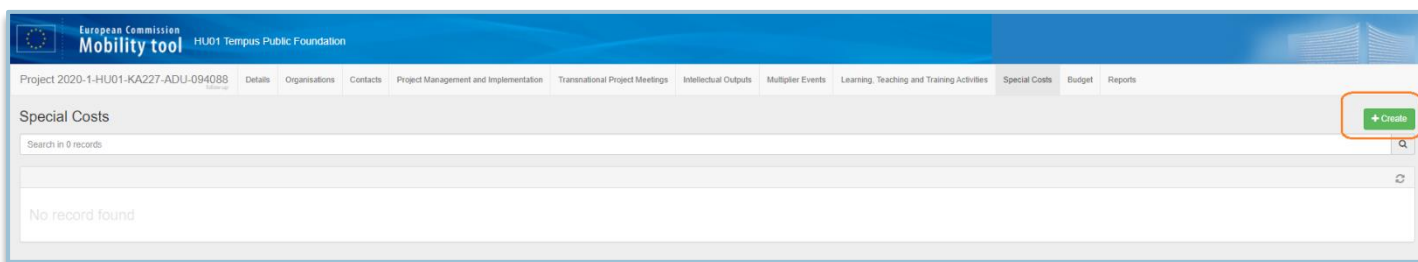 European Commission
Mobility tool HU01 Tempus Public Foundation
Project 2020-1-HU01-KA227-ADU-094088 Details Organisations Contacts Project Management and Implementation Transnational Project Meetings Intellectual Outputs Multiplier Events Learning, Teaching and Training Activities Special Costs Budget Reports
follow-up
Special Costs + Create
Search in 0 records
No record found